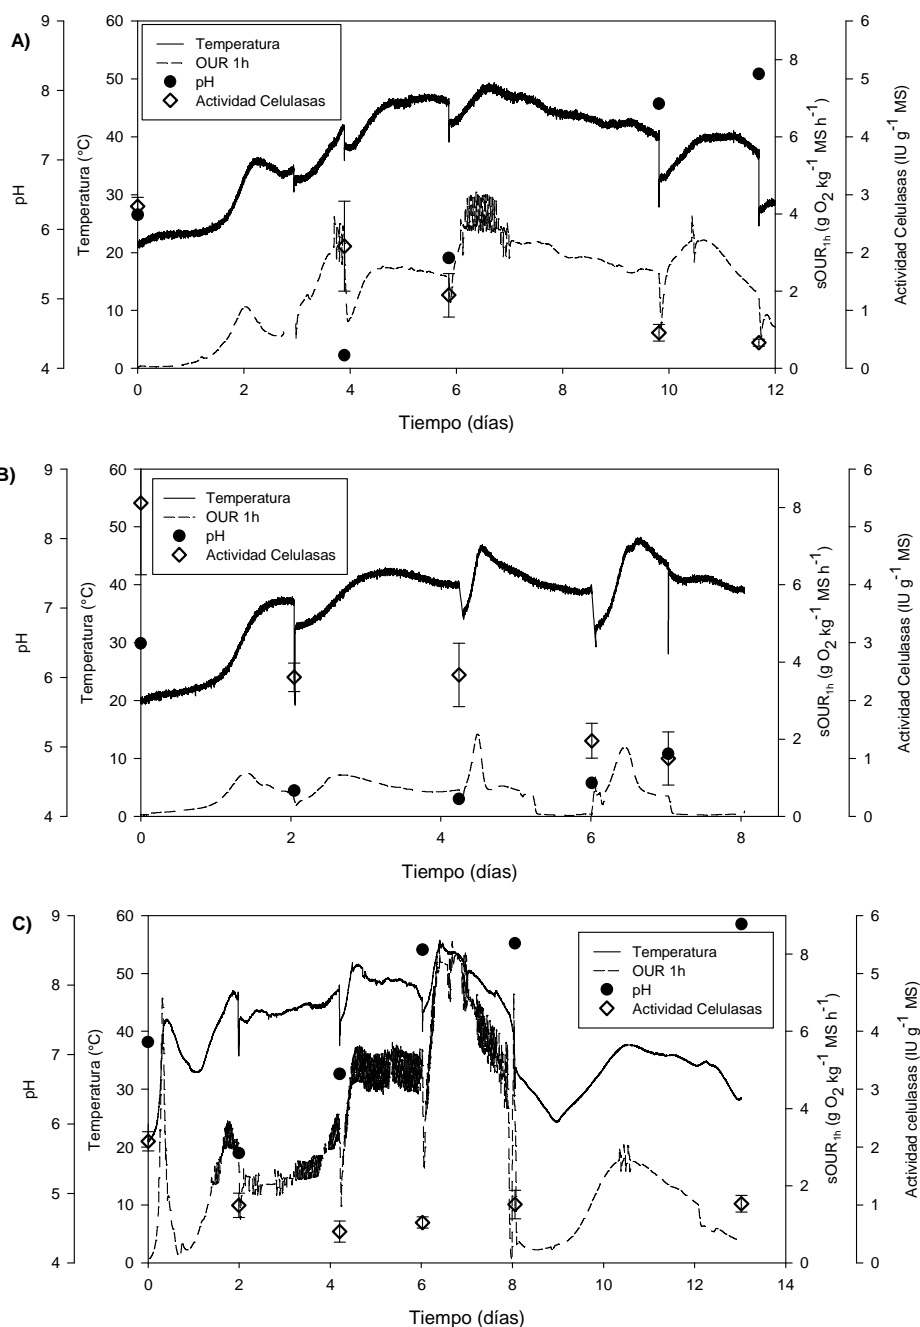 A)
9
8
7
6
5
4
pH
60
50
40
30
20
10
0
Temperatura (°C)
Temperatura
OUR 1h
pH
Actividad Celulasas
8
6
4
2
0
sOUR1h (g O2 kg-1 MS h-1)
6
5
4
3
2
1
0
Actividad Celulasas (IU g-1 MS)
0 2 4 6 8 10 12
Tiempo (días)
B)
9
8
7
6
5
4
pH
60
50
40
30
20
10
0
Temperatura (°C)
Temperatura
OUR 1h
pH
Actividad Celulasas
8
6
4
2
0
sOUR1h (g O2 kg-1 MS h-1)
6
5
4
3
2
1
0
Actividad Celulasas (IU g-1 MS)
0 2 4 6 8
Tiempo (días)
C)
9
8
7
6
5
4
pH
60
50
40
30
20
10
0
Temperatura (°C)
Temperatura
OUR 1h
pH
Actividad Celulasas
8
6
4
2
0
sOUR1h (g O2 kg-1 MS h-1)
6
5
4
3
2
1
0
Actividad celulasas (IU g-1 MS)
0 2 4 6 8 10 12 14
Tiempo (días)